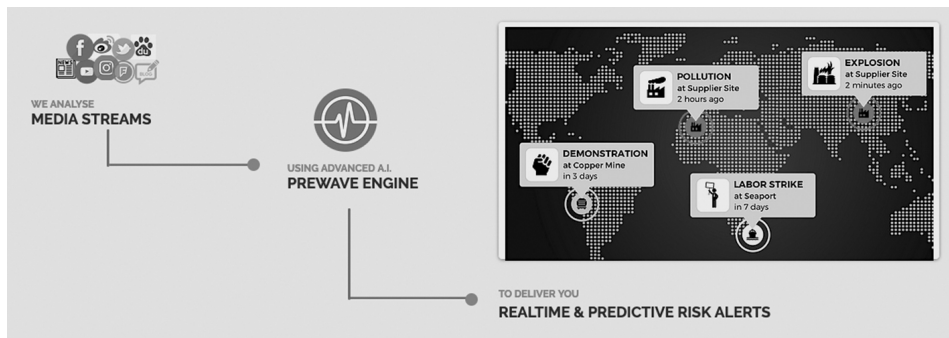 WE ANALYSE
MEDIA STREAMS
USING ADVANCED A.I.
PREWAVE ENGINE
POLLUTION
at Supplier Site
2 hours ago
EXPLOSION
at Supplier Site
2 minutes ago
DEMONSTRATION
at Copper Mine
in 3 days
LABOR STRIKE
at Seaport
in 7 days
TO DELIVER YOU
REALTIME & PREDICTIVE RISK ALERTS